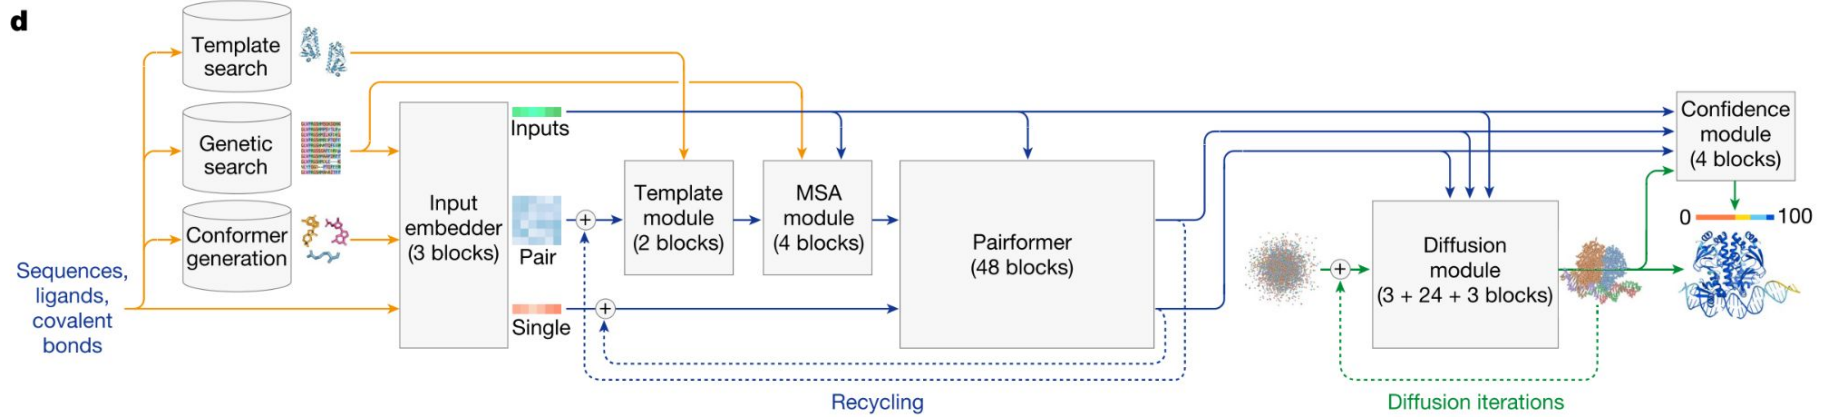 d
Template
search
Genetic
search
Conformer
generation
Sequences,
ligands,
covalent
bonds
Input
embedder
(3 blocks)
Inputs
Pair
Single
Template
module
(2 blocks)
MSA
module
(4 blocks)
Pairformer
(48 blocks)
Recycling
Diffusion
module
(3 + 24 + 3 blocks)
Diffusion iterations
Confidence
module
(4 blocks)
0 100